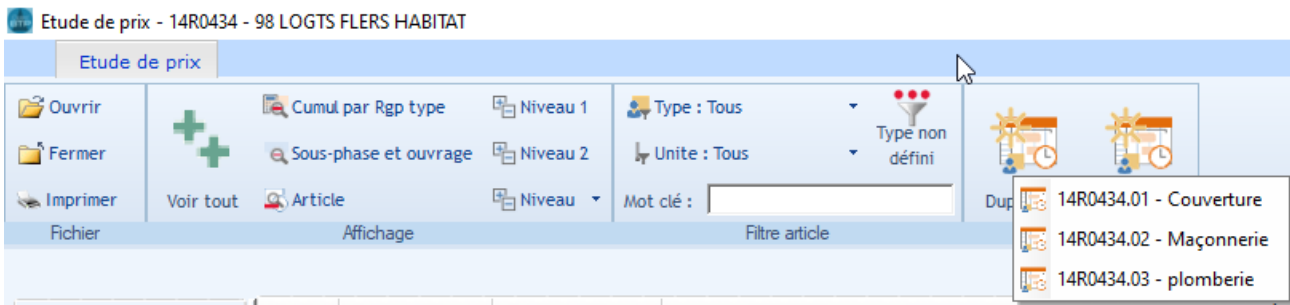 Etude de prix - 14R0434 - 98 LOGTS FLERS HABITAT
Etude de prix
Ouvrir
Cumul par Rgp type
Niveau 1
Type : Tous
Type non
défini
Fermer
Sous-phase et ouvrage
Niveau 2
Unite : Tous
Imprimer
Voir tout
Article
Niveau
Mot clé :
Dup
Fichier
Affichage
Filtre article
14R0434.01 - Couverture
14R0434.02 - Maçonnerie
14R0434.03 - plomberie